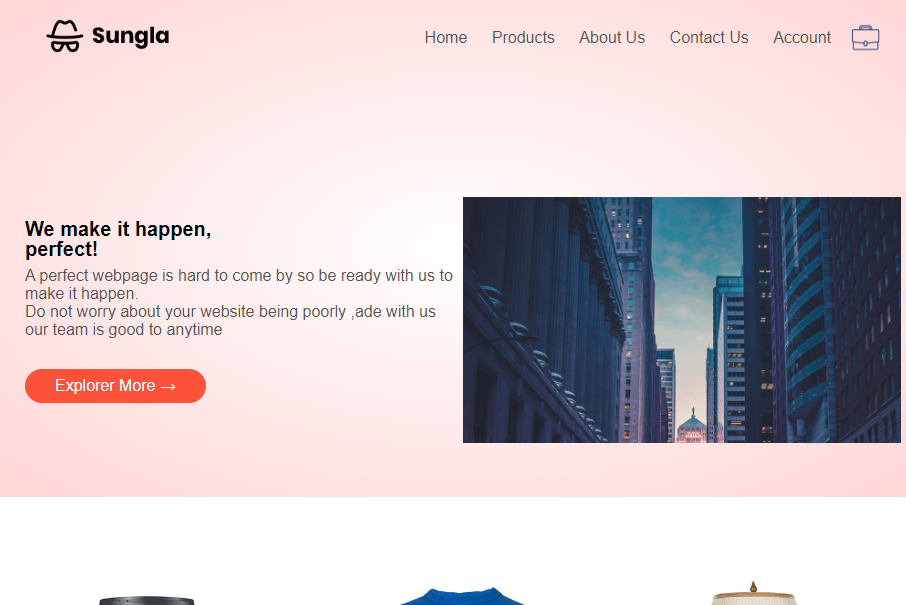 Sungla
Home Products About Us Contact Us Account
We make it happen,
perfect!
A perfect webpage is hard to come by so be ready with us to
make it happen.
Do not worry about your website being poorly ,ade with us
our team is good to anytime
Explorer More →